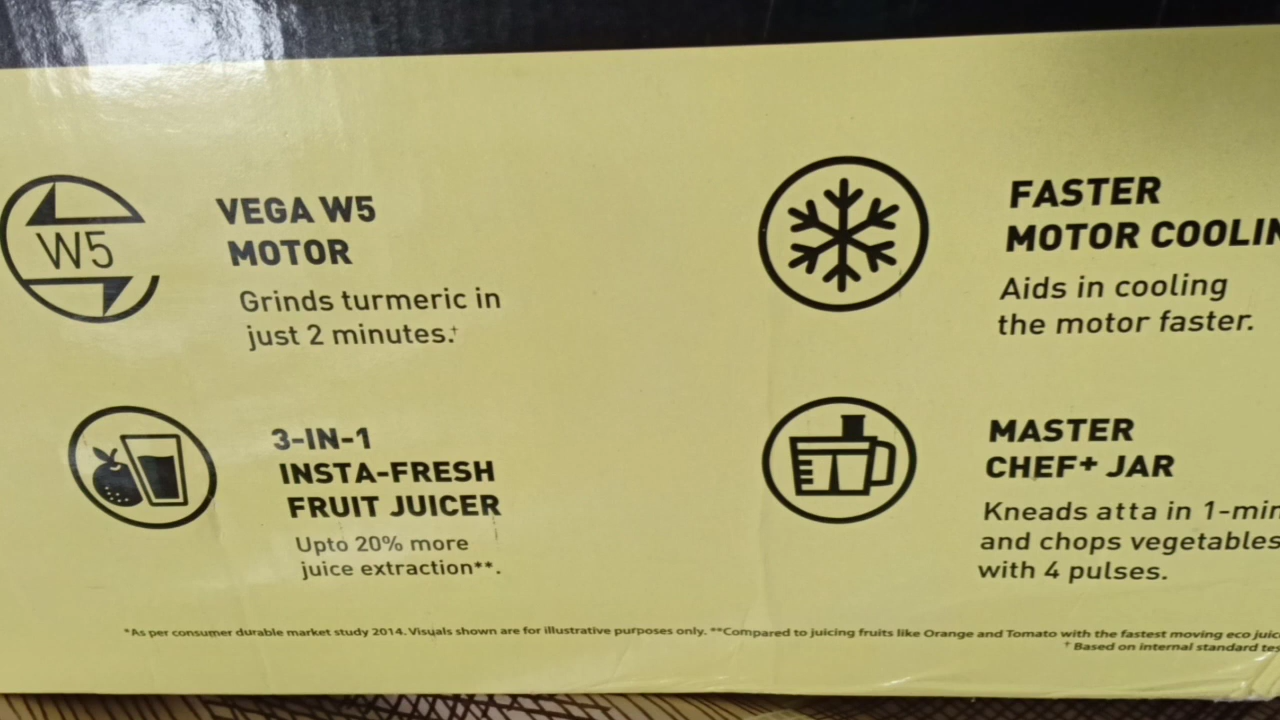 W5
VEGA W5
MOTOR
Grinds turmeric in
just 2 minutes.†
FASTER
MOTOR COOLIN
Aids in cooling
the motor faster.
3-IN-1
INSTA-FRESH
FRUIT JUICER
Upto 20% more
juice extraction**.
MASTER
CHEF+ JAR
Kneads atta in 1-min
and chops vegetables
with 4 pulses.
*As per consumer durable market study 2014. Visuals shown are for illustrative purposes only. **Compared to juicing fruits like Orange and Tomato with the fastest moving eco juic
† Based on internal standard tes